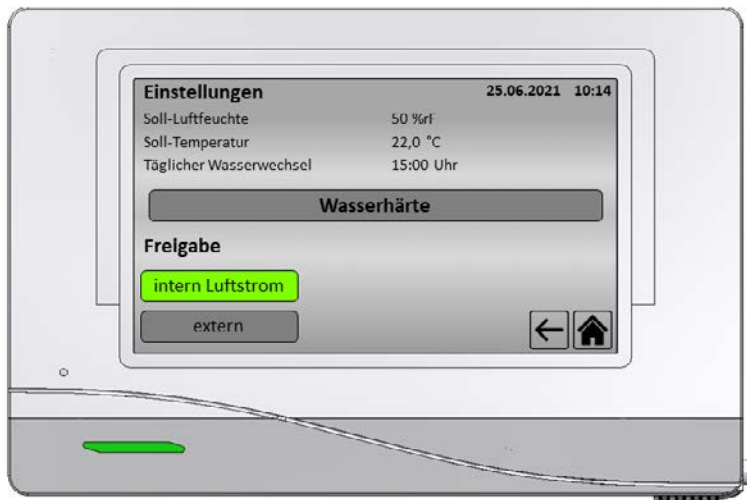 Einstellungen 25.06.2021 10:14
Soll-Luftfeuchte 50 %rF
Soll-Temperatur 22,0 °C
Täglicher Wasserwechsel 15:00 Uhr
Wasserhärte
Freigabe
intern Luftstrom
extern